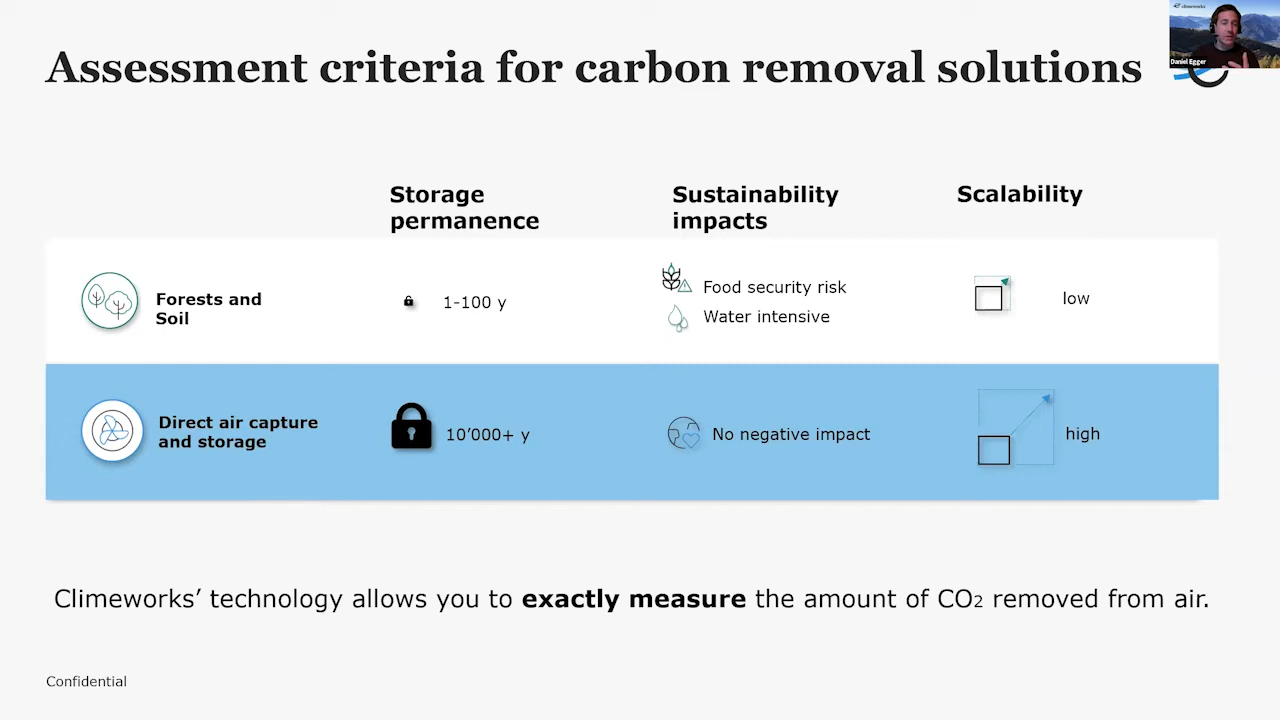 climeworks
Daniel Egger
Assessment criteria for carbon removal solutions
Storage
permanence
Sustainability
impacts
Scalability
Forests and
Soil
1-100 y
Food security risk
Water intensive
low
Direct air capture
and storage
10’000+ y
No negative impact
high
Climeworks’ technology allows you to exactly measure the amount of CO₂ removed from air.
Confidential